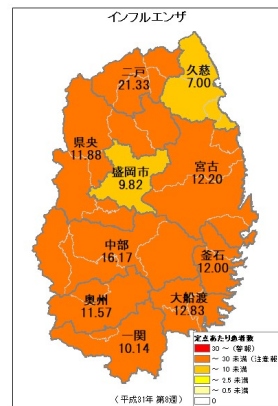 インフルエンザ
二戸
21.33
久慈
7.00
県央
11.88
盛岡市
9.82
宮古
12.20
中部
16.17
釜石
12.00
奥州
11.57
大船渡
12.83
一関
10.14
定点あたり患者数
30 ～ (警報)
～ 30 未満 (注意報)
～ 10 未満
～ 2.5 未満
～ 0.5 未満
0
(平成31年 第8週)